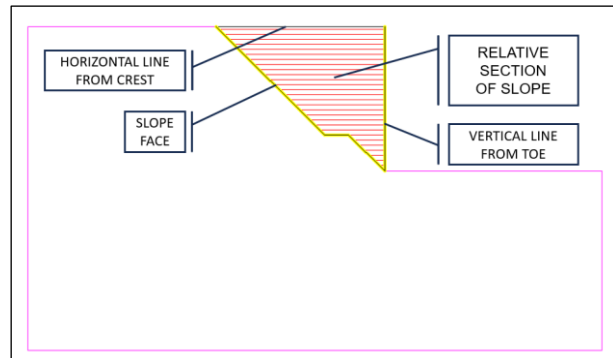 HORIZONTAL LINE
FROM CREST
RELATIVE
SECTION
OF SLOPE
SLOPE
FACE
VERTICAL LINE
FROM TOE